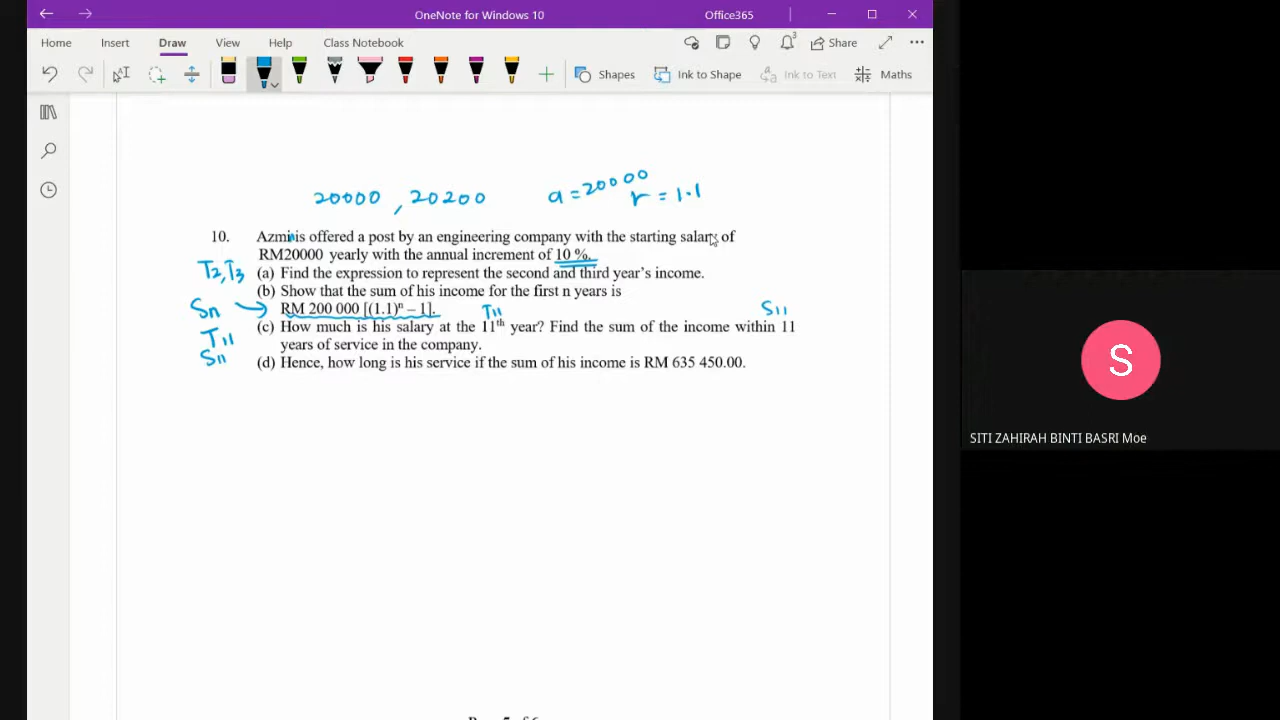 OneNote for Windows 10
Office365
Home Insert Draw View Help Class Notebook
3
Share
Shapes
Ink to Shape
Ink to Text
Maths
20000 , 20200 a = 20000 r = 1.1
10. Azmi is offered a post by an engineering company with the starting salary of
RM20000 yearly with the annual increment of 10 %.
T2, T3 (a) Find the expression to represent the second and third year's income.
(b) Show that the sum of his income for the first n years is
Sn → RM 200 000 [(1.1)ⁿ – 1].
T11 S11
(c) How much is his salary at the 11th year? Find the sum of the income within 11
T11 years of service in the company.
S11 (d) Hence, how long is his service if the sum of his income is RM 635 450.00.
S
SITI ZAHIRAH BINTI BASRI Moe